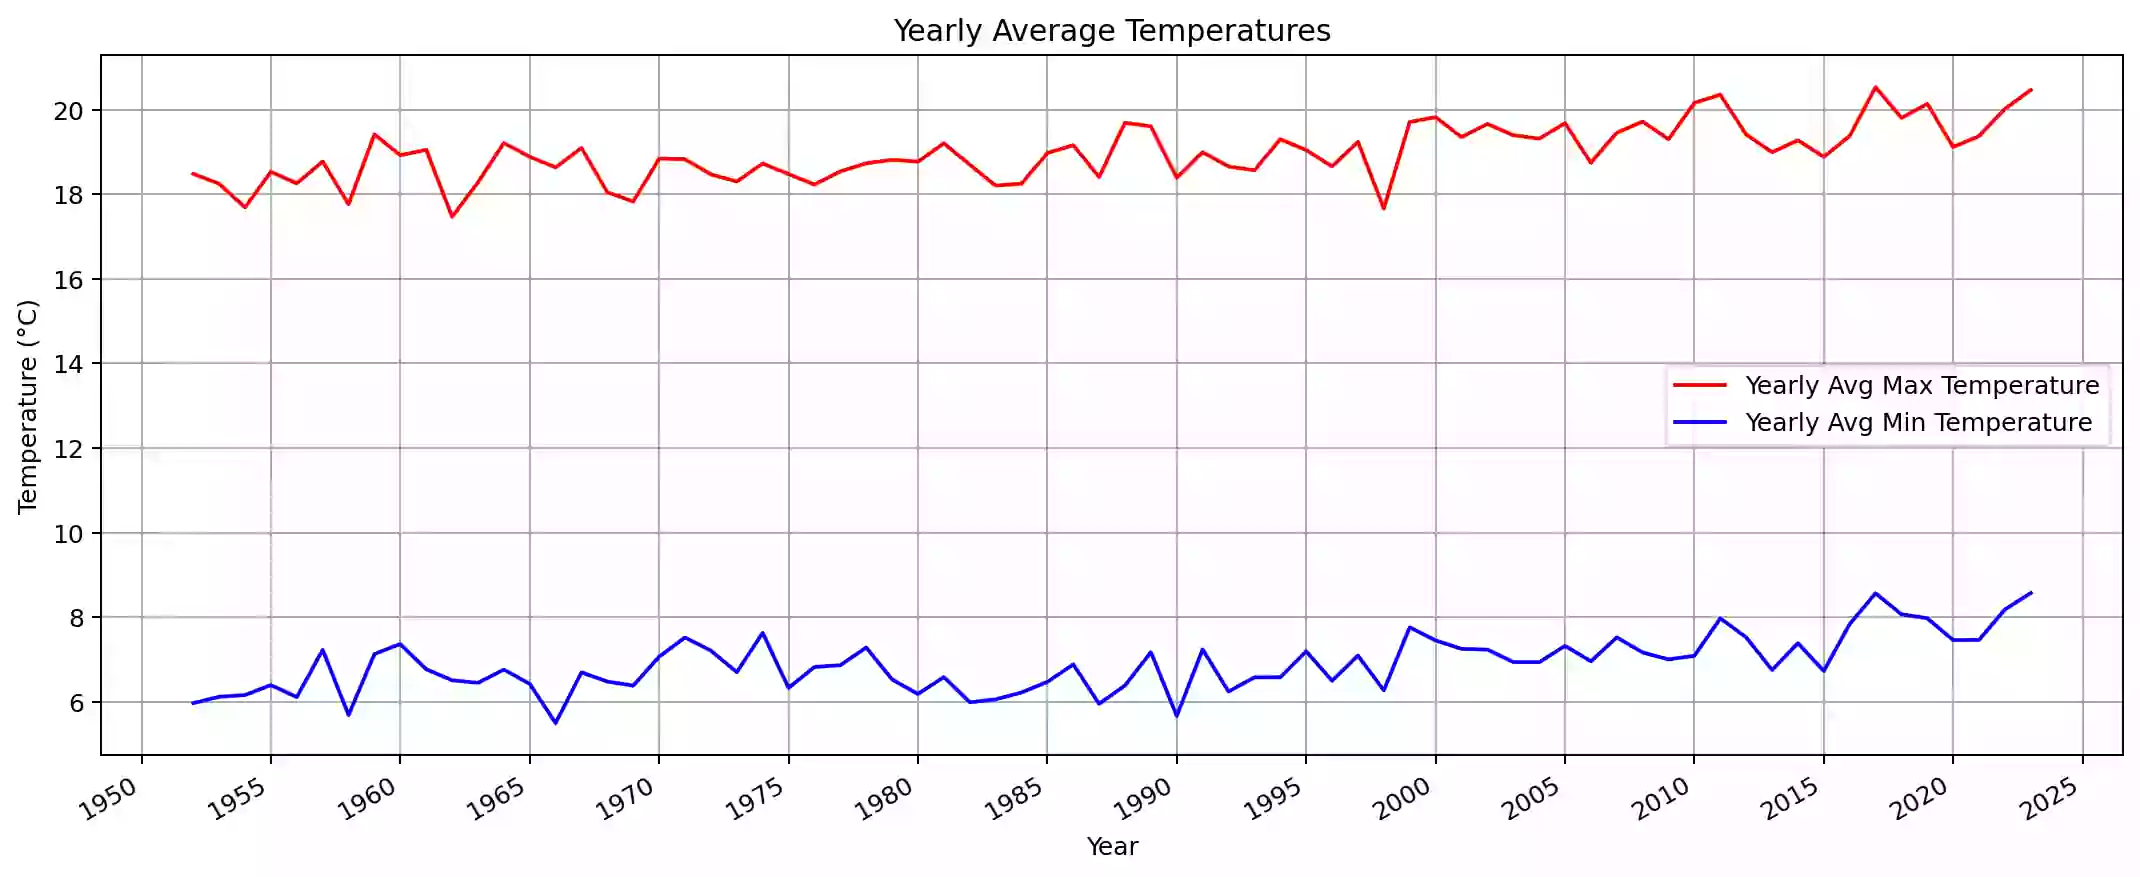 Yearly Average Temperatures
20
18
16
14
12
10
8
6
Temperature (°C)
Yearly Avg Max Temperature
Yearly Avg Min Temperature
1950 1955 1960 1965 1970 1975 1980 1985 1990 1995 2000 2005 2010 2015 2020 2025
Year